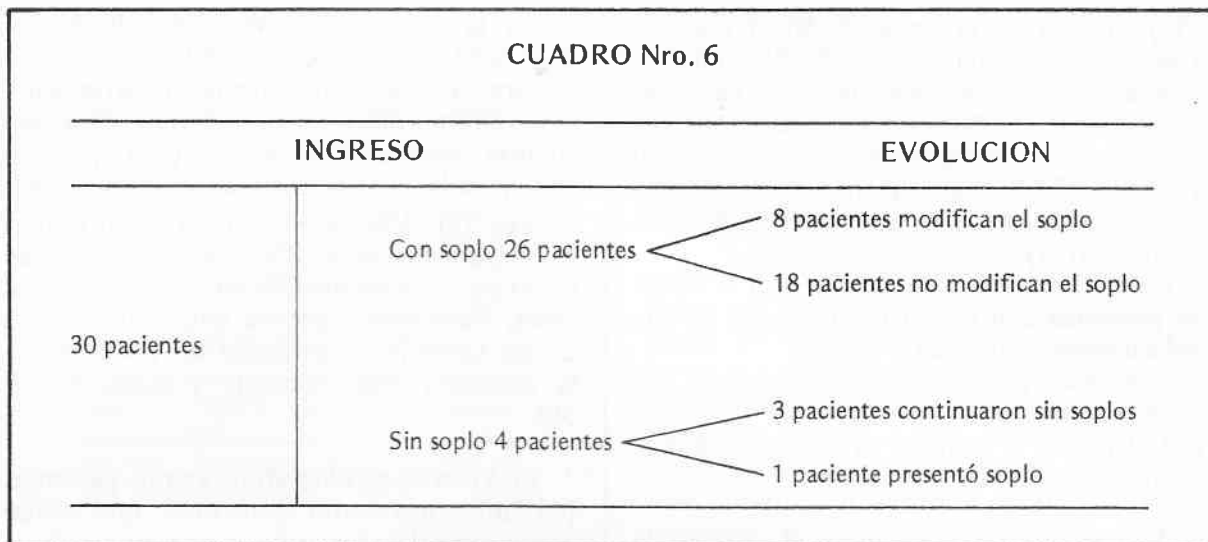 CUADRO Nro. 6
INGRESO
EVOLUCION
8 pacientes modifican el soplo
Con soplo 26 pacientes
18 pacientes no modifican el soplo
30 pacientes
3 pacientes continuaron sin soplos
Sin soplo 4 pacientes
1 paciente presentó soplo